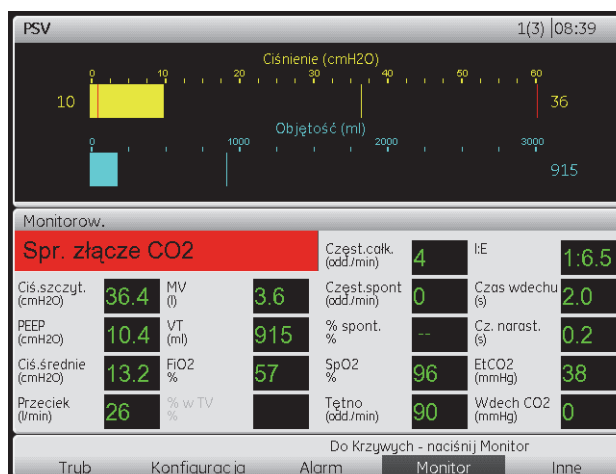 PSV 1(3) |08:39
Ciśnienie (cmH2O)
0 10 20 30 40 50 60
10 36
Objętość (ml)
0 1000 2000 3000
915
Monitorow.
Spr. złącze CO2
Częst.całk. (odd./min) 4 I:E 1:6.5
Ciś.szczyt. (cmH2O) 36.4 MV (l) 3.6 Częst.spont (odd./min) 0 Czas wdechu (s) 2.0
PEEP (cmH2O) 10.4 VT (ml) 915 % spont. % -- Cz. narast. (s) 0.2
Ciś.średnie (cmH2O) 13.2 FiO2 % 57 SpO2 % 96 EtCO2 (mmHg) 38
Przeciek (l/min) 26 % w TV % Tętno (odd./min) 90 Wdech CO2 (mmHg) 0
Do Krzywych - naciśnij Monitor
Tryb Konfiguracja Alarm Monitor Inne